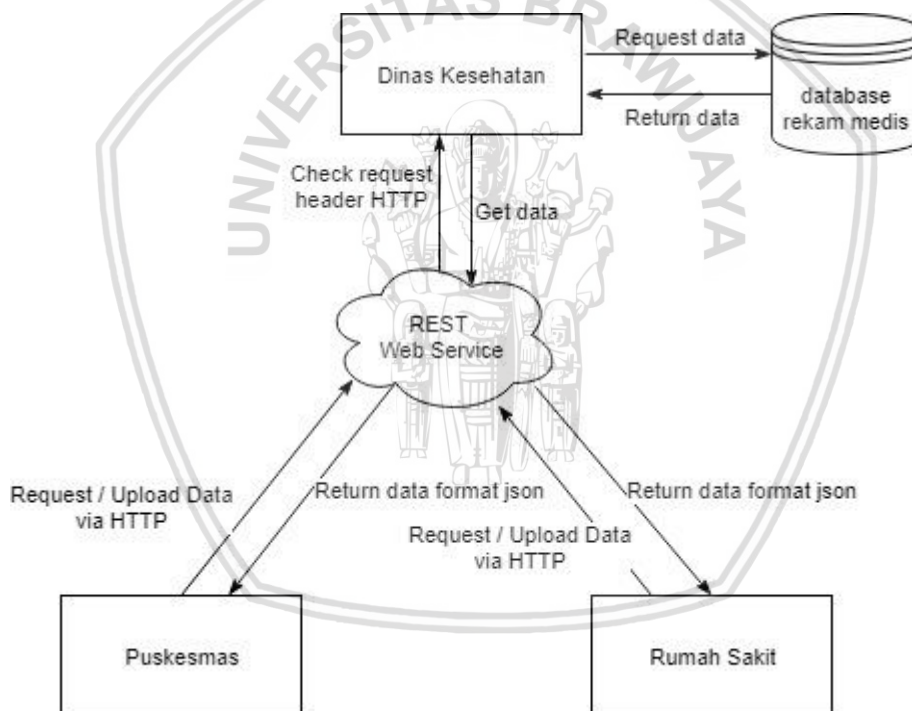 UNIVERSITAS BRAWIJAYA
Dinas Kesehatan
Request data
Return data
database
rekam medis
Check request
header HTTP
Get data
REST
Web Service
Request / Upload Data
via HTTP
Return data format json
Request / Upload Data
via HTTP
Return data format json
Puskesmas
Rumah Sakit